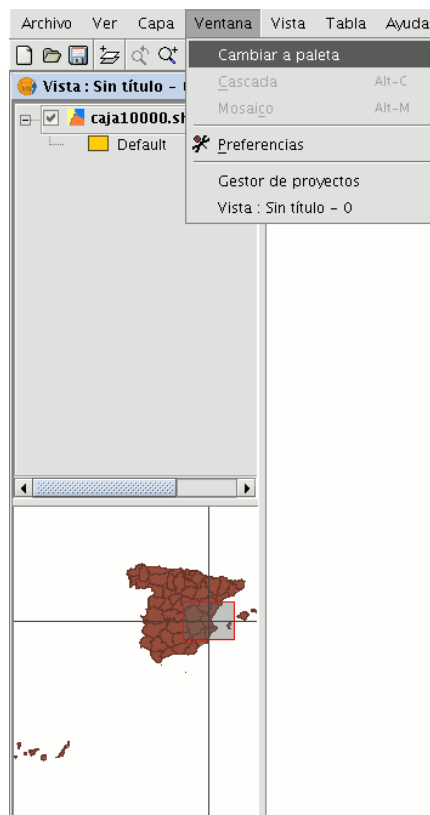 Archivo Ver Capa Ventana Vista Tabla Ayuda
Cambiar a paleta
Vista : Sin título –
Cascada Alt-C
caja10000.sh
Mosaico Alt-M
Default
Preferencias
Gestor de proyectos
Vista : Sin título – 0